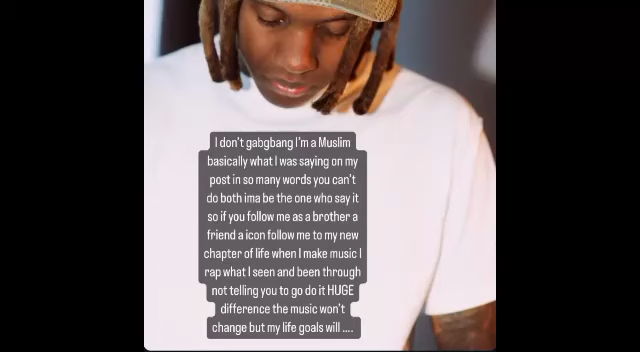 I don't gabgbang I'm a Muslim
basically what I was saying on my
post in so many words you can't
do both ima be the one who say it
so if you follow me as a brother a
friend a icon follow me to my new
chapter of life when I make music I
rap what I seen and been through
not telling you to go do it HUGE
difference the music won't
change but my life goals will ....